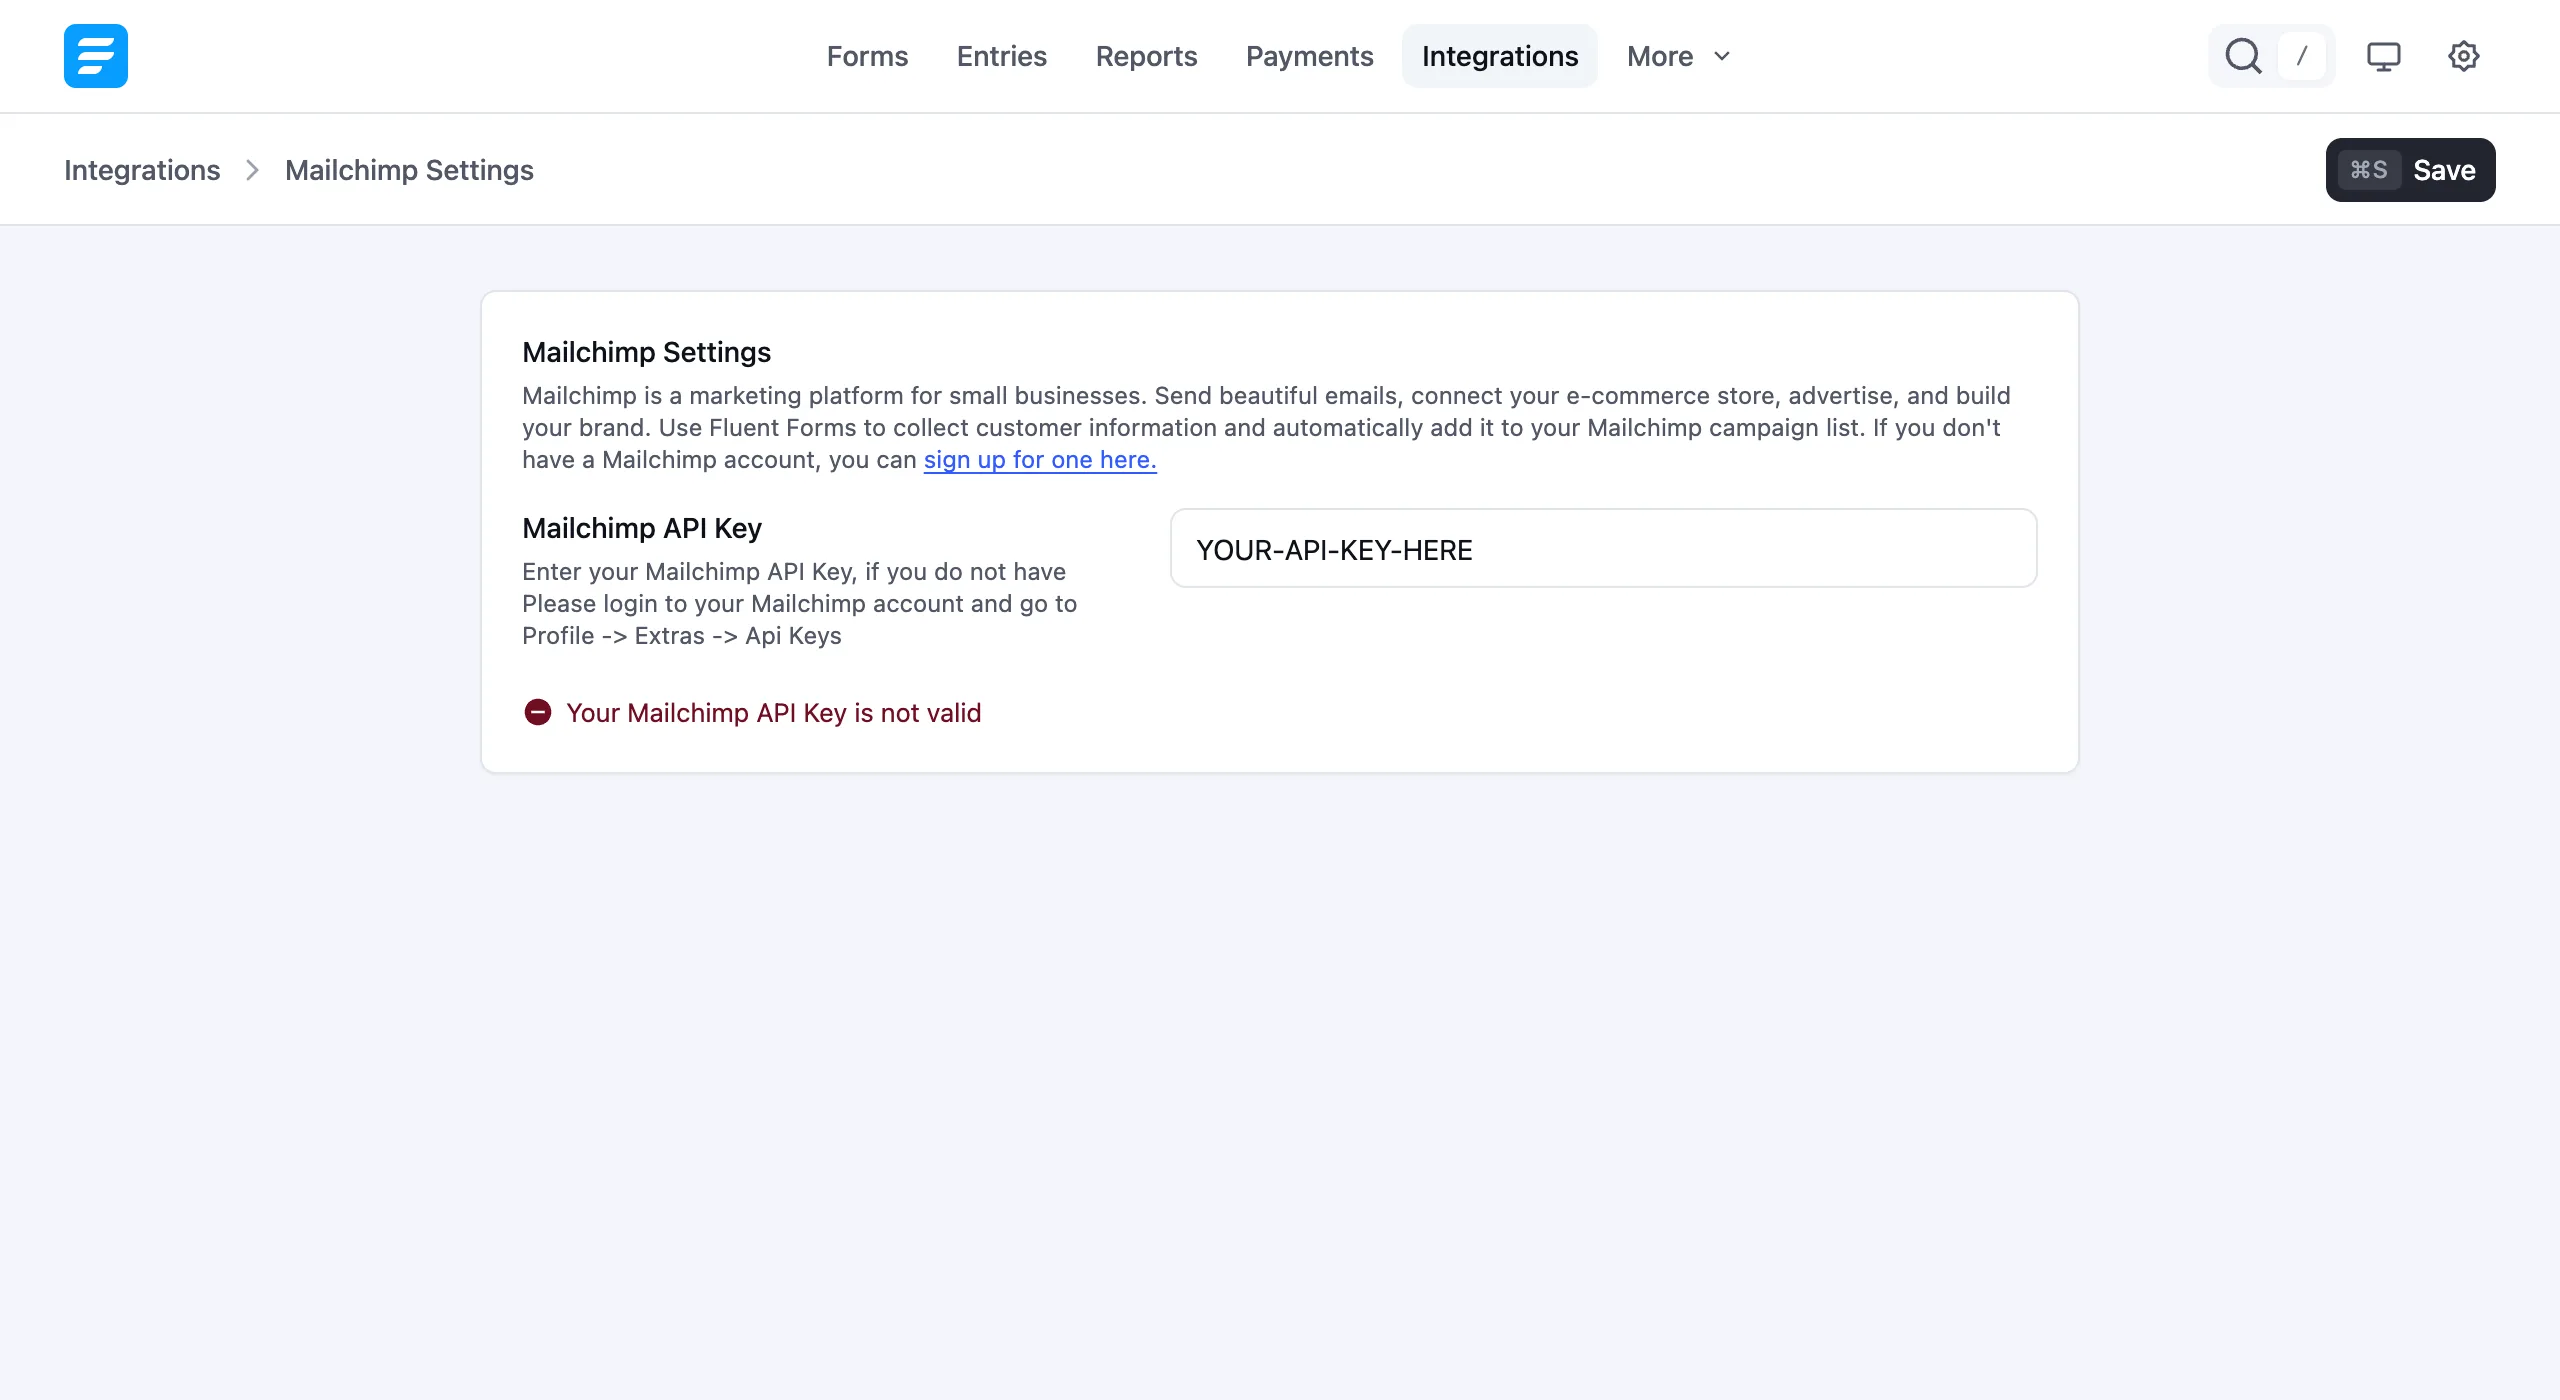 Forms Entries Reports Payments Integrations More /
Integrations Mailchimp Settings ⌘S Save
Mailchimp Settings
Mailchimp is a marketing platform for small businesses. Send beautiful emails, connect your e-commerce store, advertise, and build
your brand. Use Fluent Forms to collect customer information and automatically add it to your Mailchimp campaign list. If you don't
have a Mailchimp account, you can sign up for one here.
Mailchimp API Key
YOUR-API-KEY-HERE
Enter your Mailchimp API Key, if you do not have
Please login to your Mailchimp account and go to
Profile -> Extras -> Api Keys
Your Mailchimp API Key is not valid